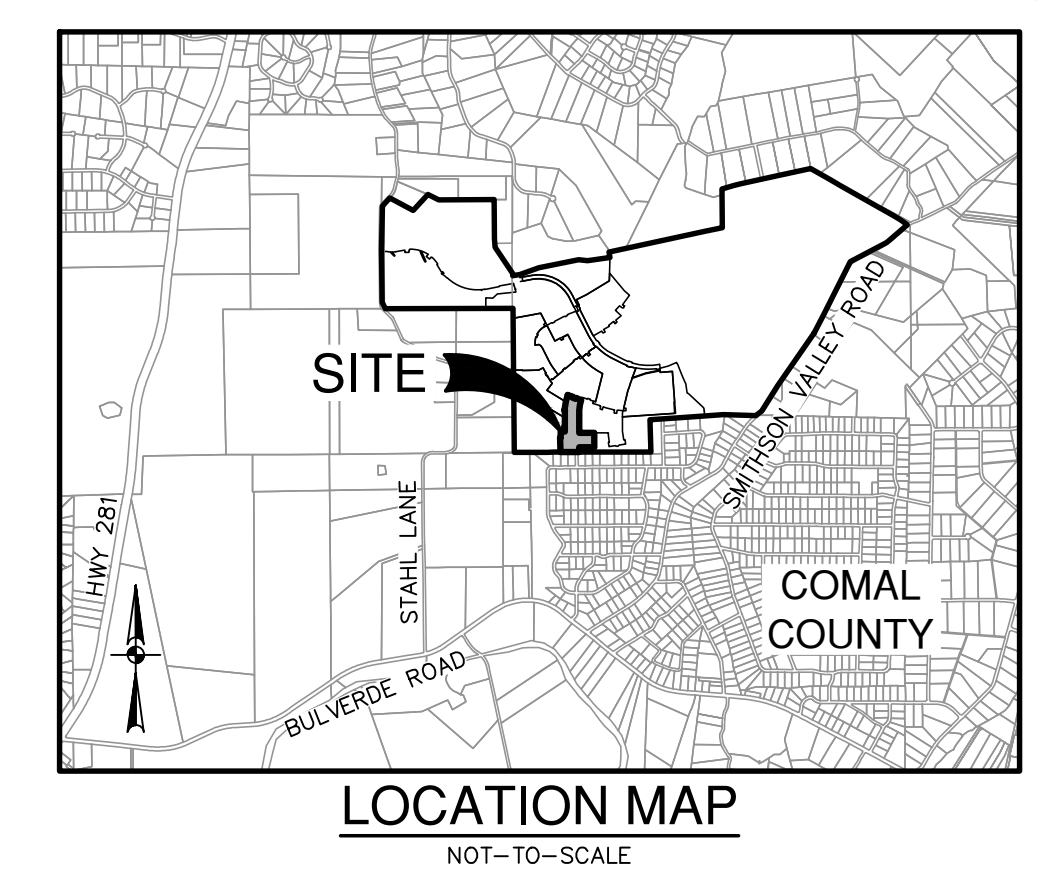 SITE
SMITHSON VALLEY ROAD
HWY 281
STAHL LANE
COMAL
COUNTY
BULVERDE ROAD
LOCATION MAP
NOT-TO-SCALE